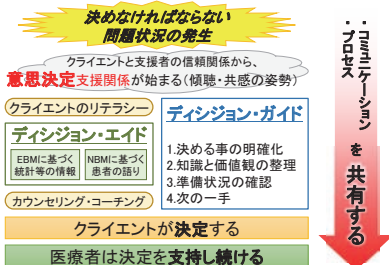 決めなければならない
問題状況の発生
クライエントと支援者の信頼関係から、
意思決定支援関係が始まる(傾聴・共感の姿勢)
クライエントのリテラシー
ディシジョン・エイド
EBMに基づく
統計等の情報
NBMに基づく
患者の語り
カウンセリング・コーチング
ディシジョン・ガイド
1.決める事の明確化
2.知識と価値観の整理
3.準備状況の確認
4.次の一手
クライエントが決定する
医療者は決定を支持し続ける
・コミュニケーション
・プロセス
を共有する